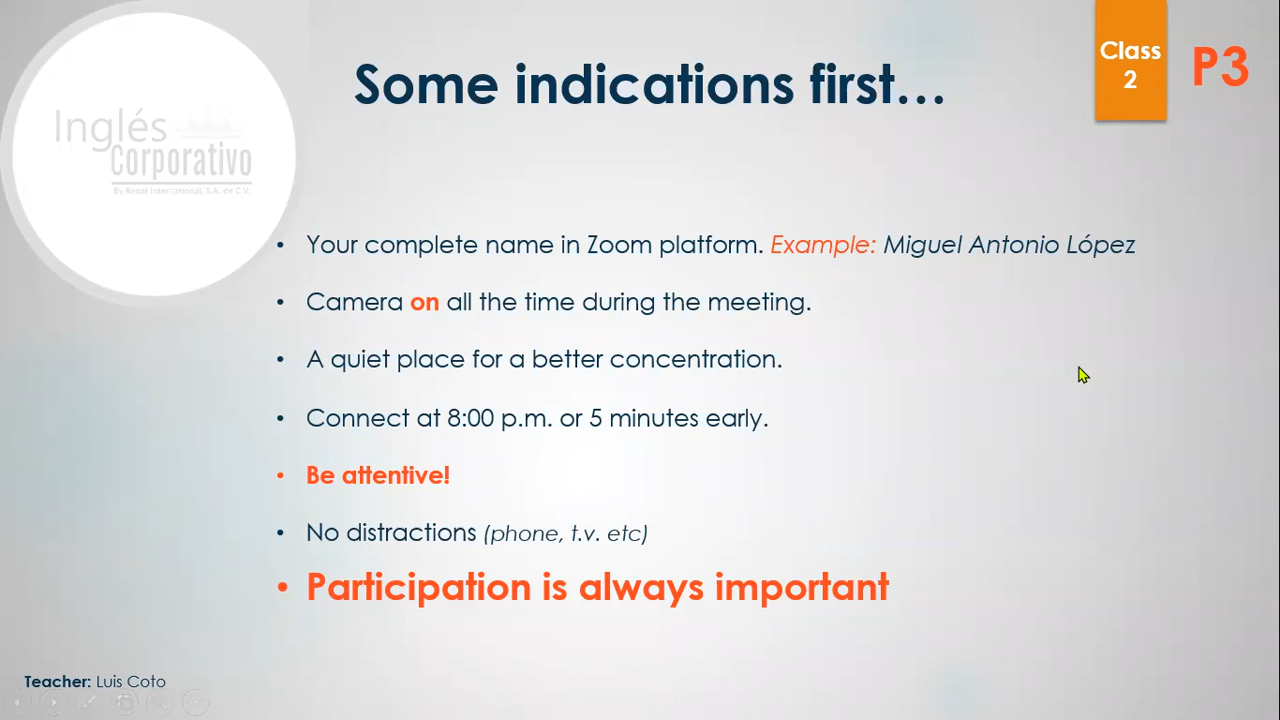 Class
2
P3
Some indications first…
Inglés
Corporativo
By Repal International, S.A. de C.V.
• Your complete name in Zoom platform. Example: Miguel Antonio López
• Camera on all the time during the meeting.
• A quiet place for a better concentration.
• Connect at 8:00 p.m. or 5 minutes early.
• Be attentive!
• No distractions (phone, t.v. etc)
• Participation is always important
Teacher: Luis Coto